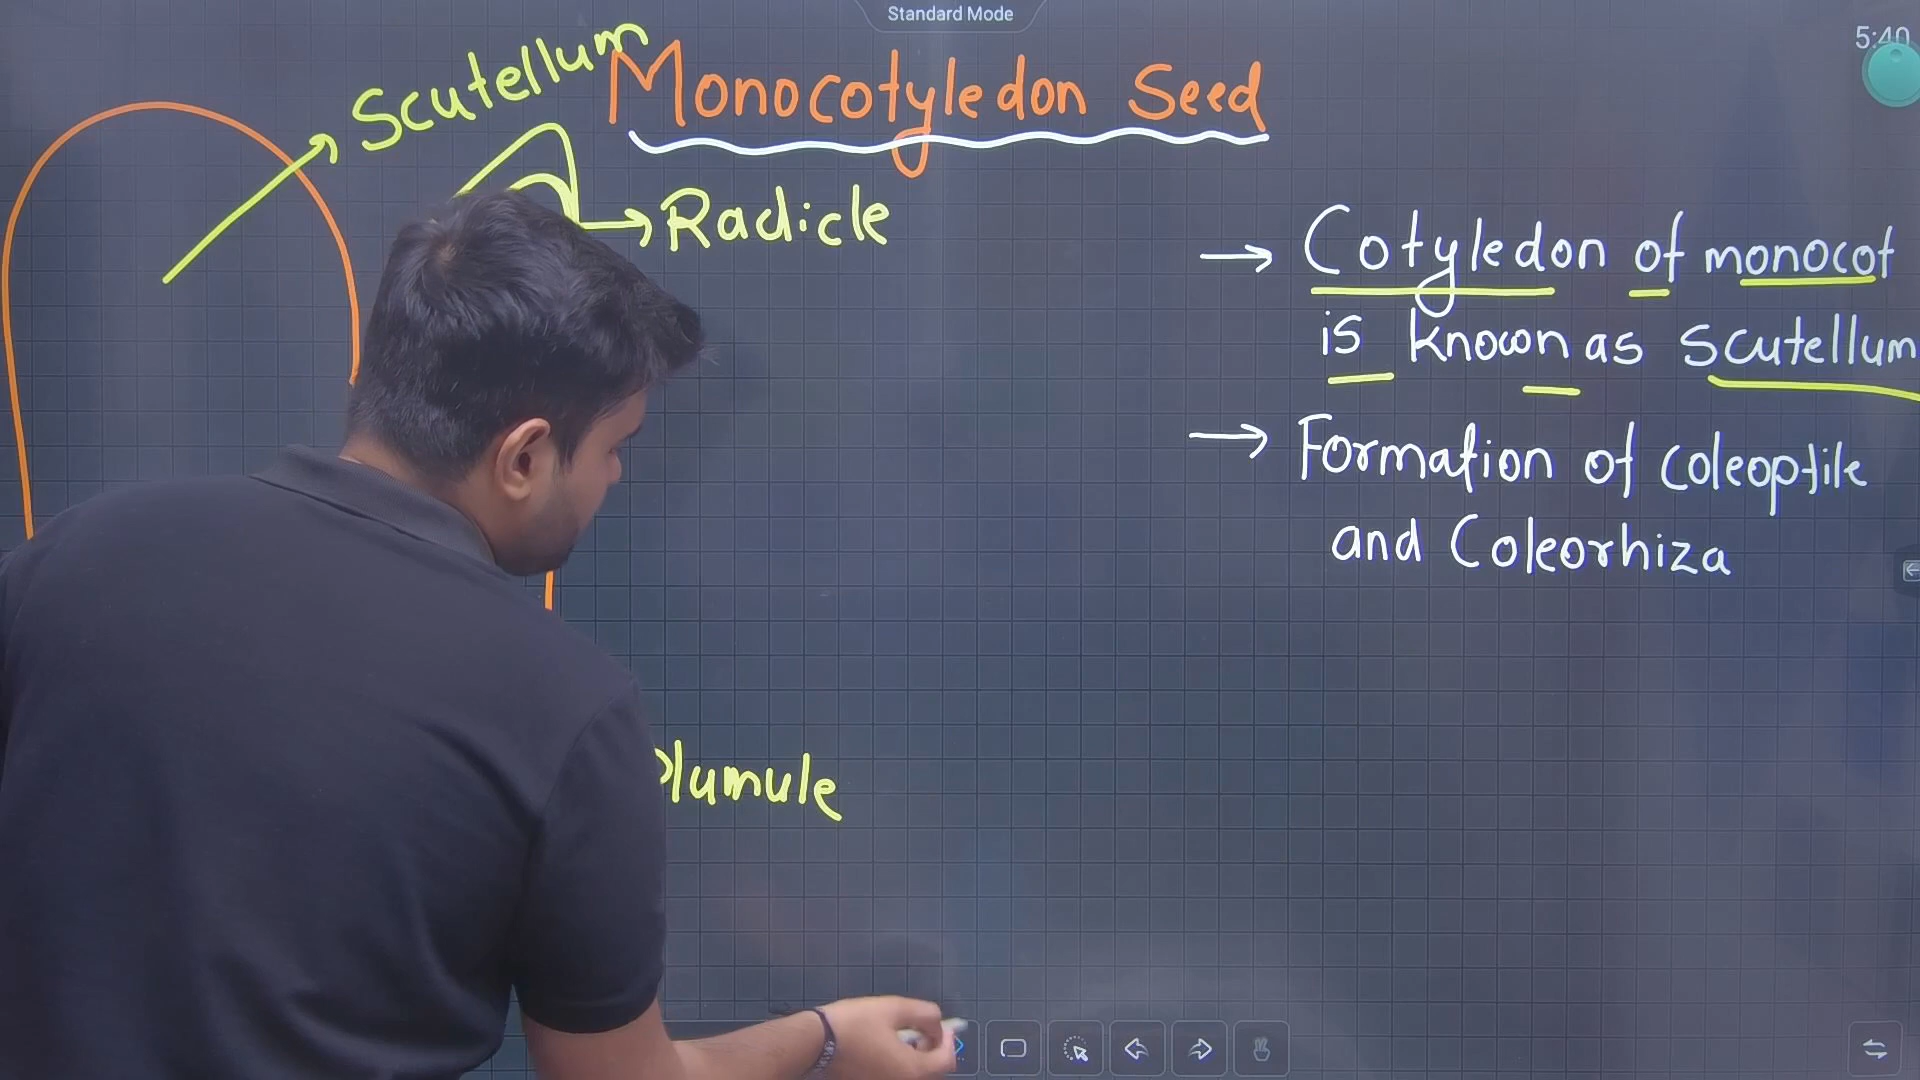 Standard Mode
5:40
Scutellum
Monocotyledon Seed
Radicle
→ Cotyledon of monocot
is known as scutellum
→ Formation of coleoptile
and Coleorhiza
Plumule